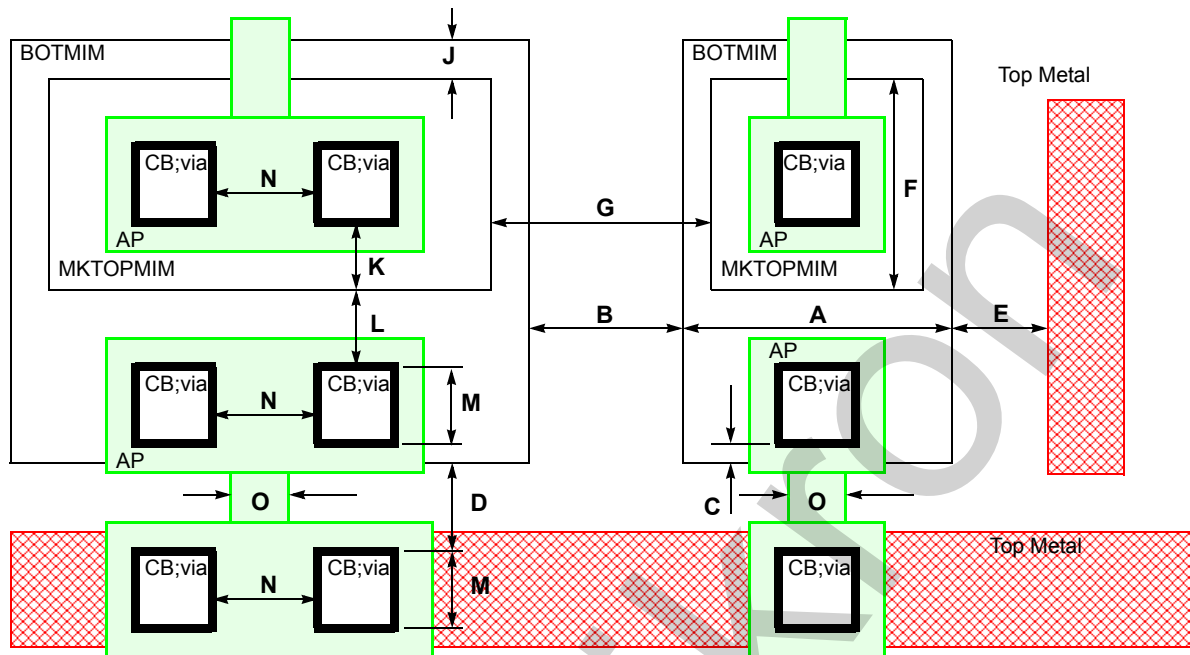 BOTMIM
J
BOTMIM
Top Metal
CB;via
N
CB;via
CB;via
F
G
AP
K
AP
MKTOPMIM
MKTOPMIM
L
B
A
E
AP
CB;via
N
CB;via
M
CB;via
AP
O
D
C
O
Top Metal
CB;via
N
CB;via
M
CB;via